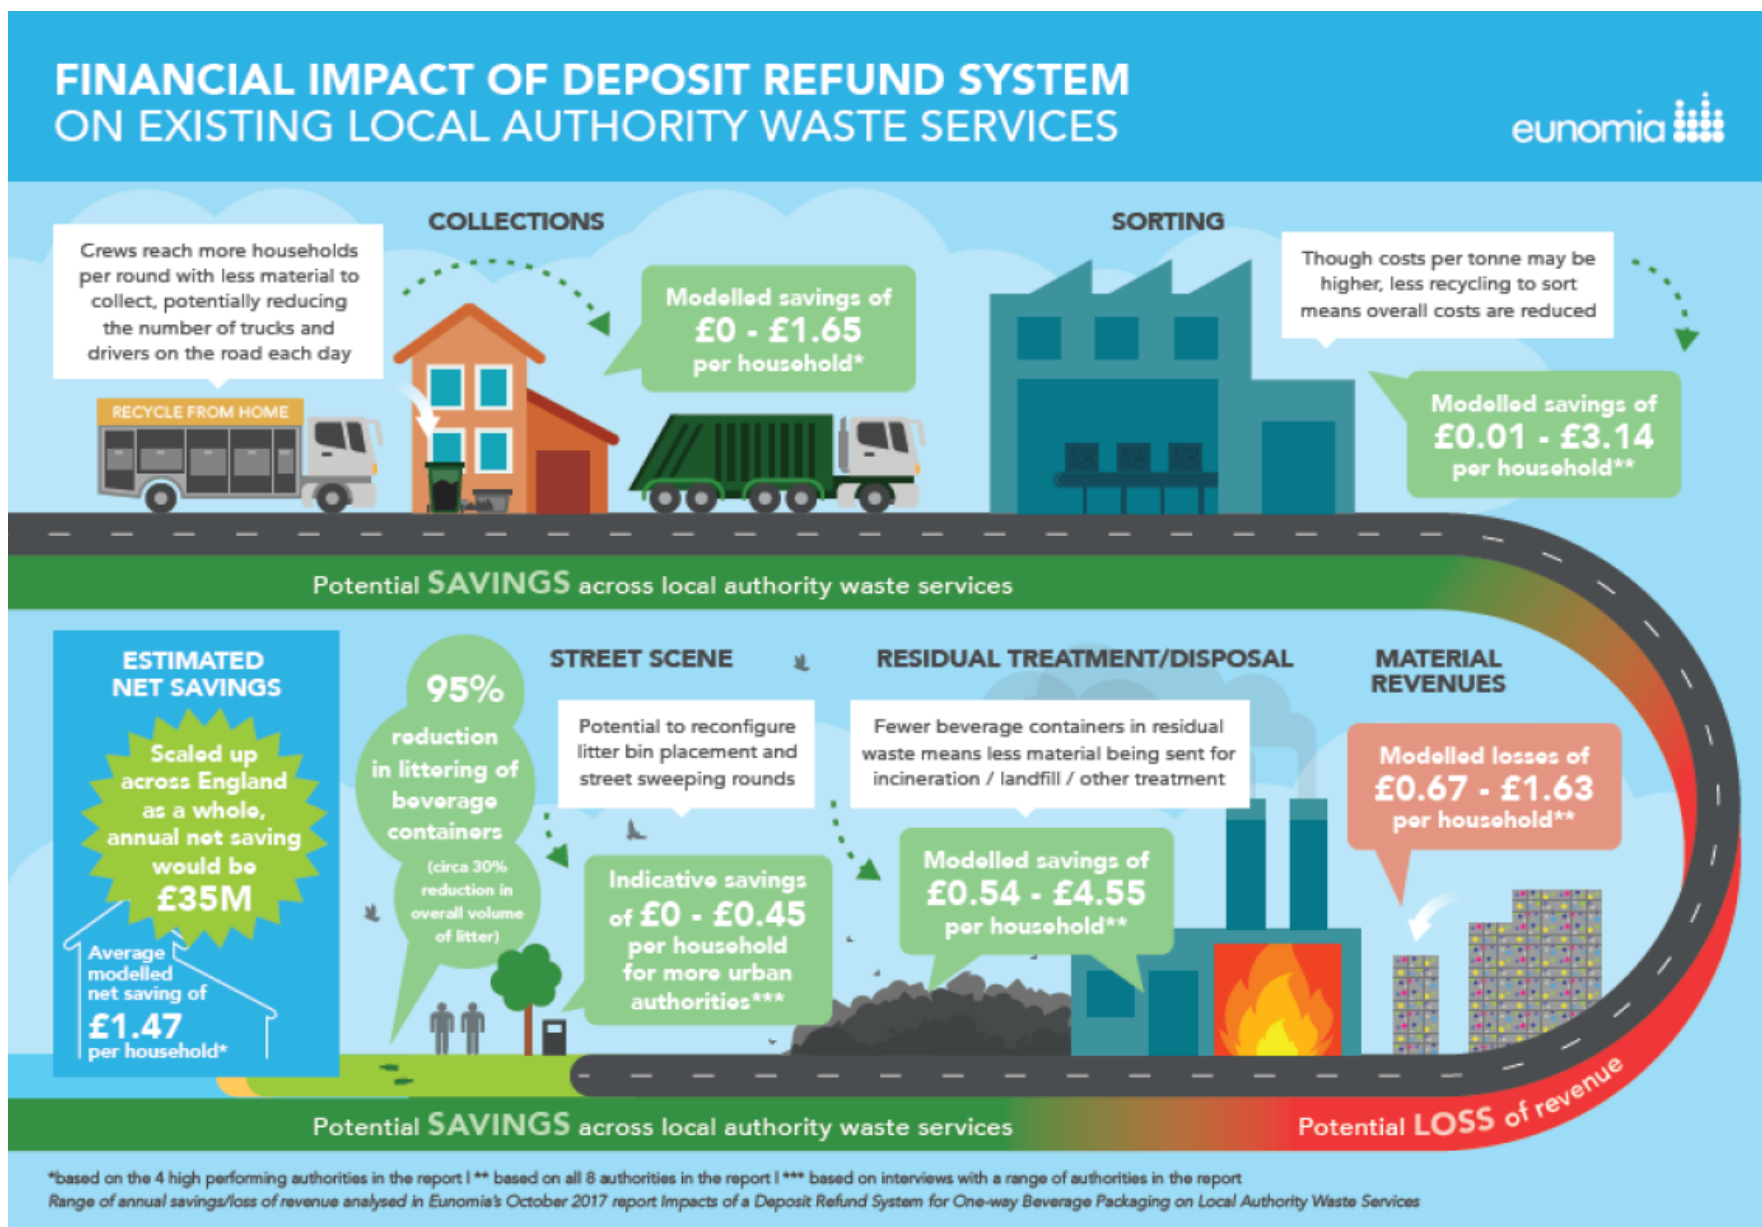 FINANCIAL IMPACT OF DEPOSIT REFUND SYSTEM
ON EXISTING LOCAL AUTHORITY WASTE SERVICES
eunomia
COLLECTIONS
Crews reach more households
per round with less material to
collect, potentially reducing
the number of trucks and
drivers on the road each day
Modelled savings of
£0 - £1.65
per household*
RECYCLE FROM HOME
SORTING
Though costs per tonne may be
higher, less recycling to sort
means overall costs are reduced
Modelled savings of
£0.01 - £3.14
per household**
Potential SAVINGS across local authority waste services
ESTIMATED
NET SAVINGS
Scaled up
across England
as a whole,
annual net saving
would be
£35M
Average
modelled
net saving of
£1.47
per household*
95%
reduction
in littering of
beverage
containers
(circa 30%
reduction in
overall volume
of litter)
STREET SCENE
Potential to reconfigure
litter bin placement and
street sweeping rounds
Indicative savings
of £0 - £0.45
per household
for more urban
authorities***
RESIDUAL TREATMENT/DISPOSAL
Fewer beverage containers in residual
waste means less material being sent for
incineration / landfill / other treatment
Modelled savings of
£0.54 - £4.55
per household**
MATERIAL
REVENUES
Modelled losses of
£0.67 - £1.63
per household**
Potential SAVINGS across local authority waste services
Potential LOSS of revenue
*based on the 4 high performing authorities in the report | ** based on all 8 authorities in the report | *** based on interviews with a range of authorities in the report
Range of annual savings/loss of revenue analysed in Eunomia's October 2017 report Impacts of a Deposit Refund System for One-way Beverage Packaging on Local Authority Waste Services